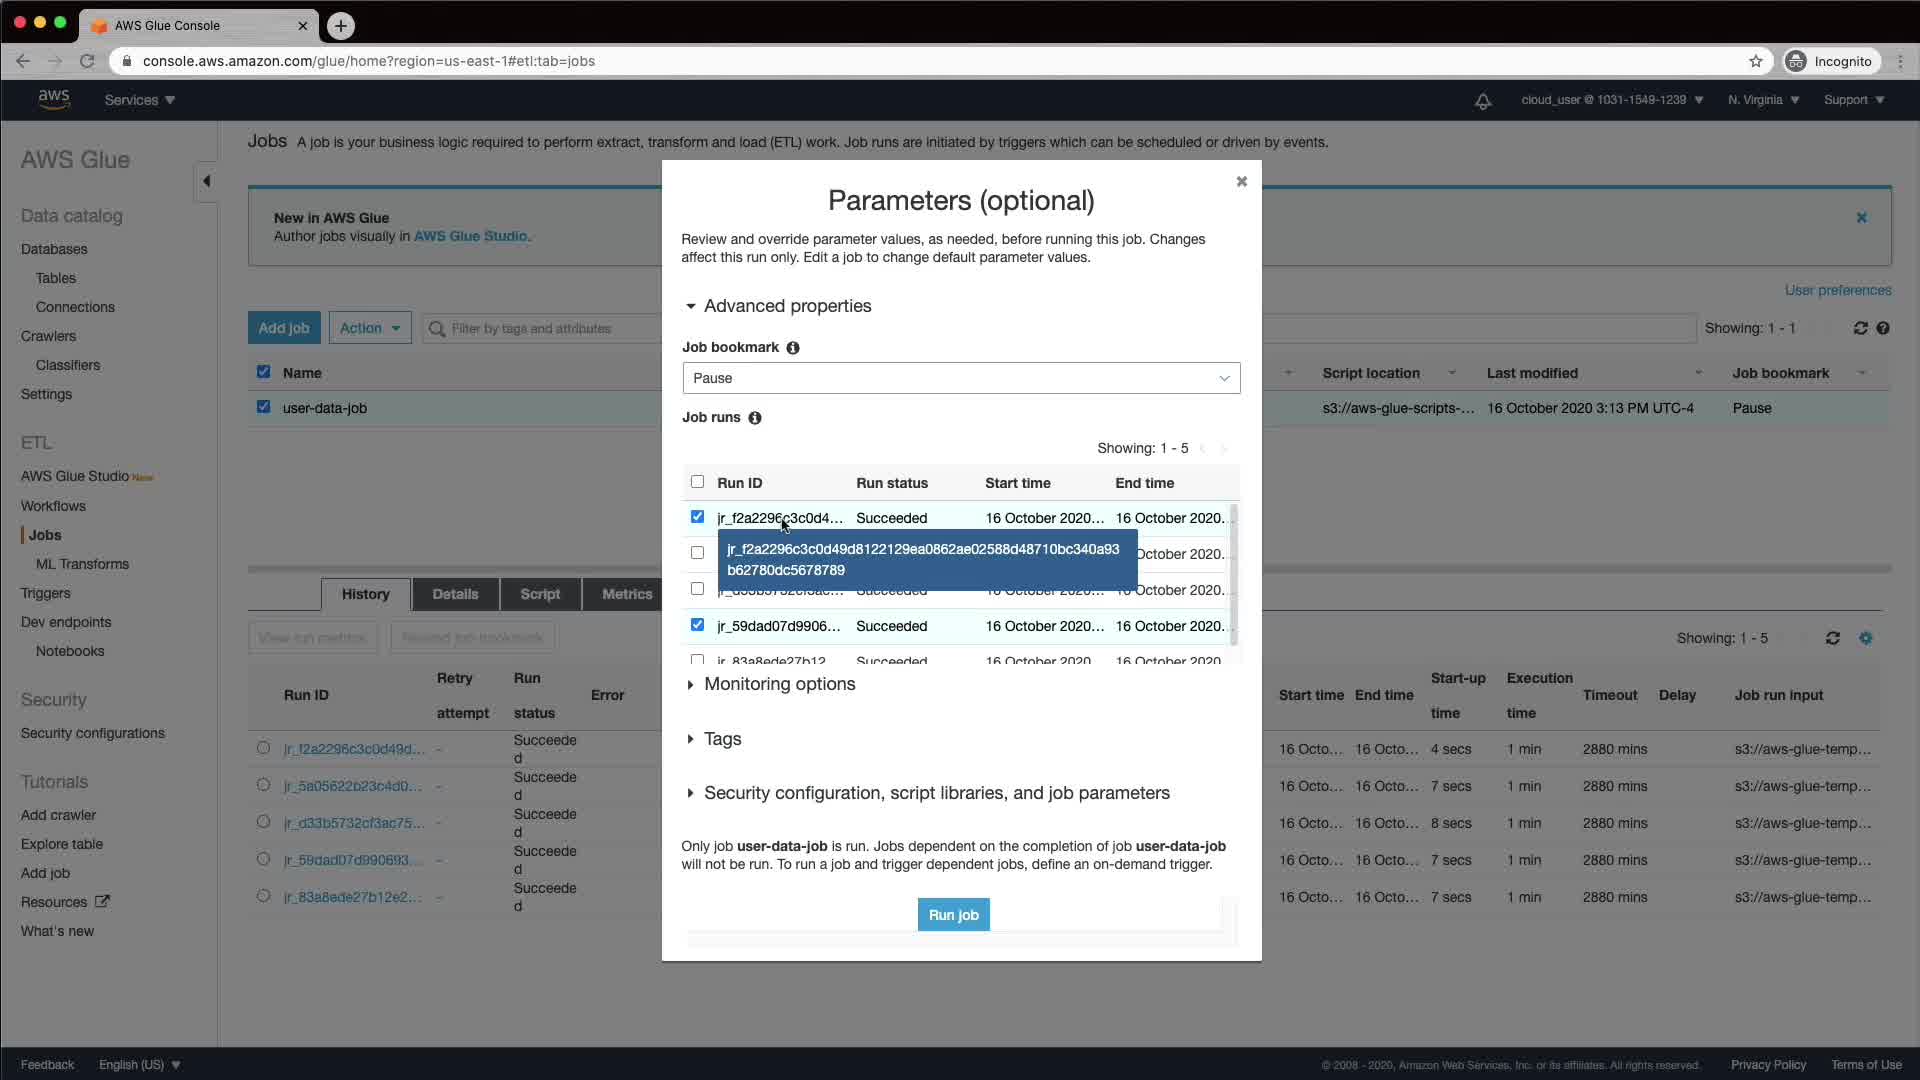 AWS Glue Console
console.aws.amazon.com/glue/home?region=us-east-1#etl:tab=jobs
Incognito
aws
Services
cloud_user @ 1031-1549-1239
N. Virginia
Support
AWS Glue
Data catalog
Databases
Tables
Connections
Crawlers
Classifiers
Settings
ETL
AWS Glue Studio New
Workflows
Jobs
ML Transforms
Triggers
Dev endpoints
Notebooks
Security
Security configurations
Tutorials
Add crawler
Explore table
Add job
Resources
What's new
Jobs A job is your business logic required to perform extract, transform and load (ETL) work. Job runs are initiated by triggers which can be scheduled or driven by events.
New in AWS Glue
Author jobs visually in AWS Glue Studio.
User preferences
Add job
Action
Filter by tags and attributes
Showing: 1 - 1
Name
Script location
Last modified
Job bookmark
user-data-job
s3://aws-glue-scripts-...
16 October 2020 3:13 PM UTC-4
Pause
Parameters (optional)
Review and override parameter values, as needed, before running this job. Changes
affect this run only. Edit a job to change default parameter values.
Advanced properties
Job bookmark
Pause
Job runs
Showing: 1 - 5
Run ID Run status Start time End time
jr_f2a2296c3c0d4... Succeeded 16 October 2020... 16 October 2020...
jr_f2a2296c3c0d49d8122129ea0862ae02588d48710bc340a93
b62780dc5678789
October 2020...
jr_d33b5732cf3ac... Succeeded 16 October 2020... 16 October 2020...
jr_59dad07d9906... Succeeded 16 October 2020... 16 October 2020...
jr_83a8ede27b12... Succeeded 16 October 2020... 16 October 2020...
Monitoring options
Tags
Security configuration, script libraries, and job parameters
Only job user-data-job is run. Jobs dependent on the completion of job user-data-job
will not be run. To run a job and trigger dependent jobs, define an on-demand trigger.
Run job
History
Details
Script
Metrics
View run metrics
Rewind job bookmark
Showing: 1 - 5
Run ID
Retry
attempt
Run
status
Error
Start time
End time
Start-up
time
Execution
time
Timeout
Delay
Job run input
jr_f2a2296c3c0d49d... - Succeede
d
16 Octo... 16 Octo... 4 secs 1 min 2880 mins s3://aws-glue-temp...
jr_5a05622b23c4d0... - Succeede
d
16 Octo... 16 Octo... 7 secs 1 min 2880 mins s3://aws-glue-temp...
jr_d33b5732cf3ac75... - Succeede
d
16 Octo... 16 Octo... 8 secs 1 min 2880 mins s3://aws-glue-temp...
jr_59dad07d990693... - Succeede
d
16 Octo... 16 Octo... 7 secs 1 min 2880 mins s3://aws-glue-temp...
jr_83a8ede27b12e2... - Succeede
d
16 Octo... 16 Octo... 7 secs 1 min 2880 mins s3://aws-glue-temp...
Feedback
English (US)
© 2008 - 2020, Amazon Web Services, Inc. or its affiliates. All rights reserved.
Privacy Policy
Terms of Use